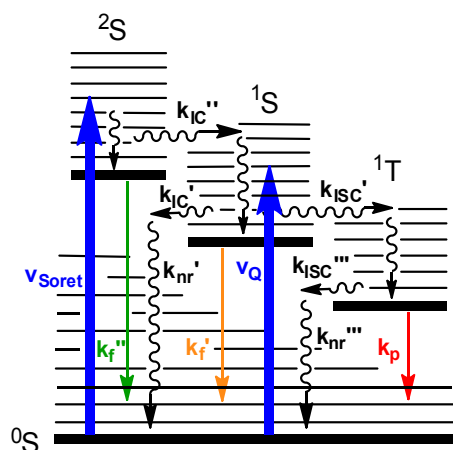 ²S
k_IC''
¹S
k_IC'
k_ISC'
¹T
v_Soret
k_nr'
v_Q
k_ISC'''
k_f''
k_f'
k_nr'''
k_p
⁰S